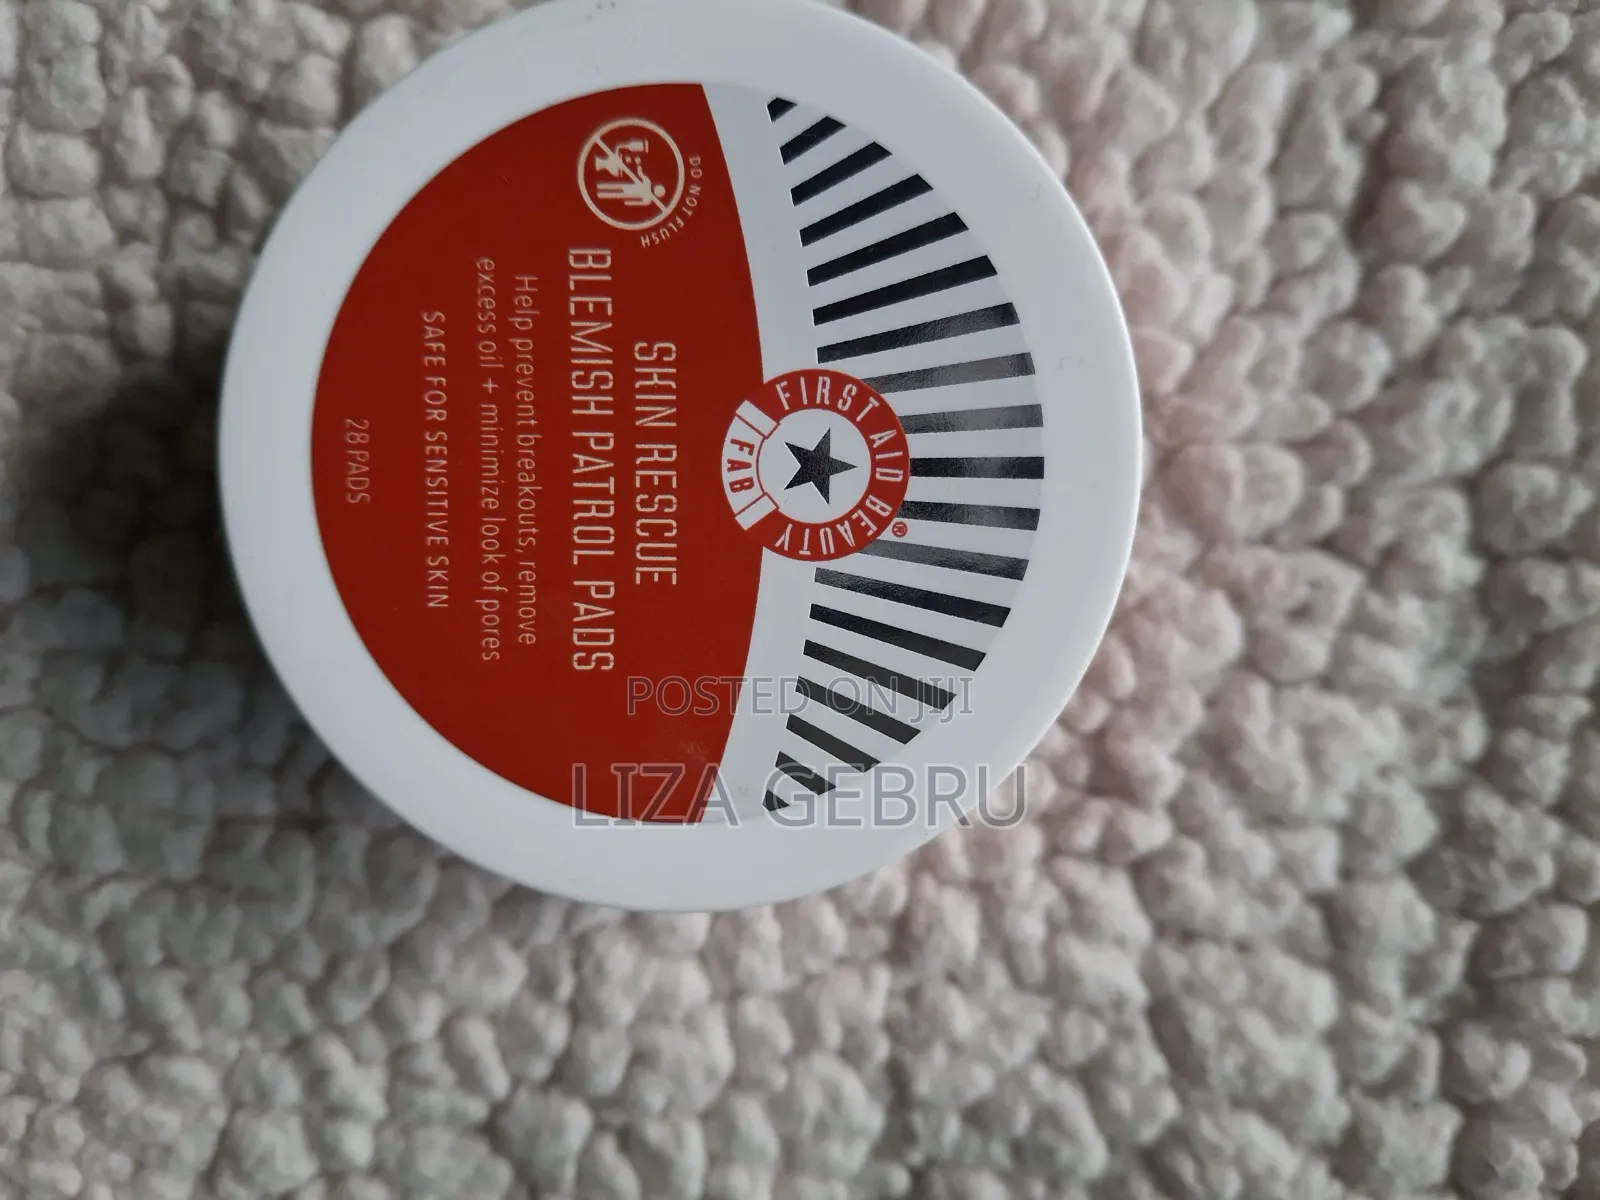 FIRST AID BEAUTY®
FAB
SKIN RESCUE
BLEMISH PATROL PADS
Help prevent breakouts, remove
excess oil + minimize look of pores
SAFE FOR SENSITIVE SKIN
28 PADS
DO NOT FLUSH
POSTED ON JIJI
LIZA GEBRU